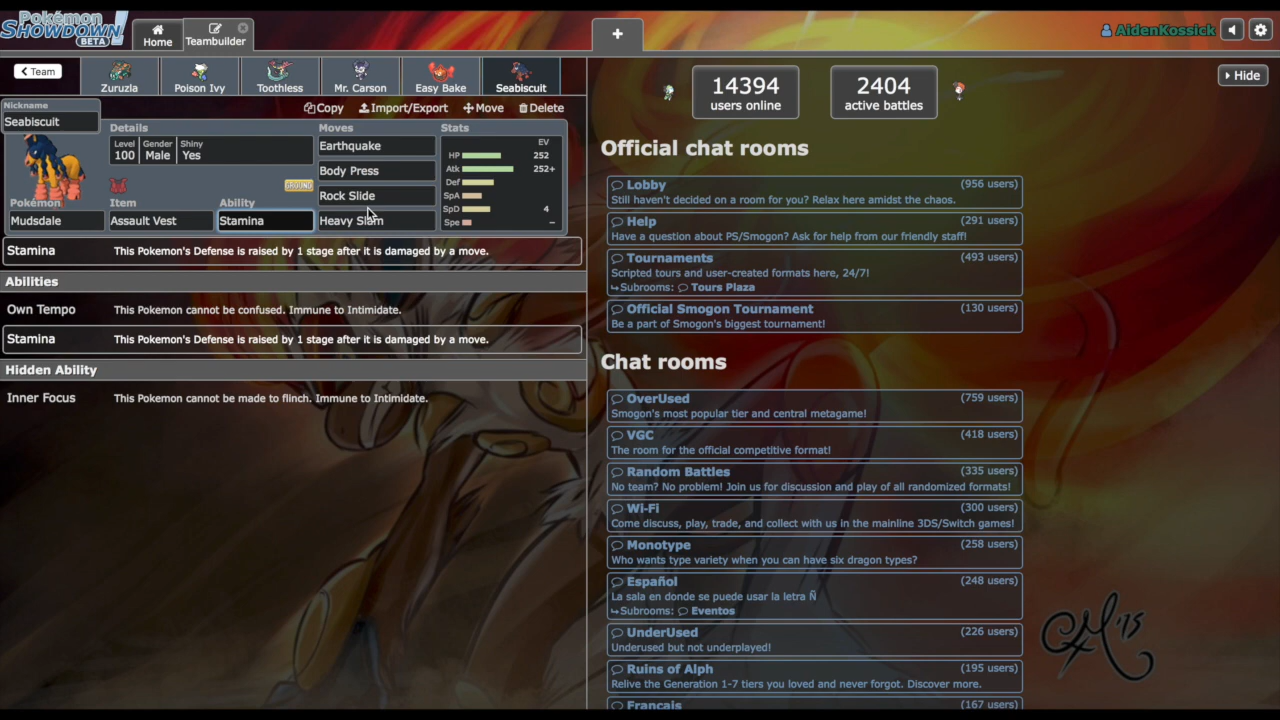 Pokémon
SHOWDOWN!
BETA
Home
Teambuilder
+
AidenKossick
Team
Zuruzla
Poison Ivy
Toothless
Mr. Carson
Easy Bake
Seabiscuit
14394
users online
2404
active battles
Hide
Nickname
Seabiscuit
Copy
Import/Export
Move
Delete
Details
Moves
Stats
Level
100
Gender
Male
Shiny
Yes
GROUND
Pokémon
Mudsdale
Item
Assault Vest
Ability
Stamina
Earthquake
Body Press
Rock Slide
Heavy Slam
EV
HP 252
Atk 252+
Def
SpA
SpD 4
Spe –
Stamina This Pokemon's Defense is raised by 1 stage after it is damaged by a move.
Abilities
Own Tempo This Pokemon cannot be confused. Immune to Intimidate.
Stamina This Pokemon's Defense is raised by 1 stage after it is damaged by a move.
Hidden Ability
Inner Focus This Pokemon cannot be made to flinch. Immune to Intimidate.
Official chat rooms
Lobby (956 users)
Still haven't decided on a room for you? Relax here amidst the chaos.
Help (291 users)
Have a question about PS/Smogon? Ask for help from our friendly staff!
Tournaments (493 users)
Scripted tours and user-created formats here, 24/7!
↳Subrooms: Tours Plaza
Official Smogon Tournament (130 users)
Be a part of Smogon's biggest tournament!
Chat rooms
OverUsed (759 users)
Smogon's most popular tier and central metagame!
VGC (418 users)
The room for the official competitive format!
Random Battles (335 users)
No team? No problem! Join us for discussion and play of all randomized formats!
Wi-Fi (300 users)
Come discuss, play, trade, and collect with us in the mainline 3DS/Switch games!
Monotype (258 users)
Who wants type variety when you can have six dragon types?
Español (248 users)
La sala en donde se puede usar la letra Ñ
↳Subrooms: Eventos
UnderUsed (226 users)
Underused but not underplayed!
Ruins of Alph (195 users)
Relive the Generation 1-7 tiers you loved and never forgot. Discover more.
Français (167 users)